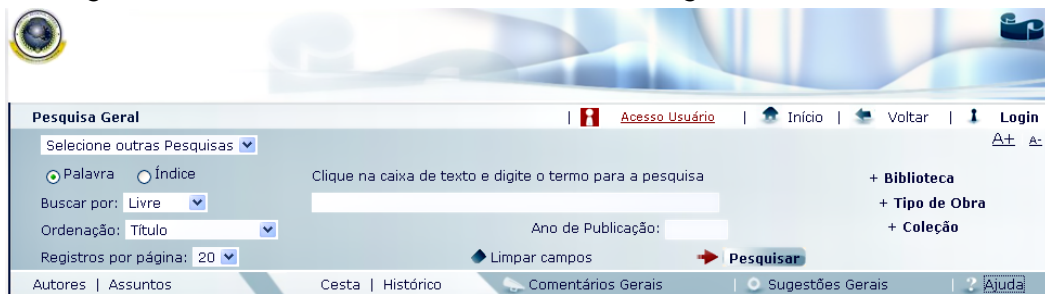 Pesquisa Geral | Acesso Usuário | Início | Voltar | Login
Selecione outras Pesquisas A+ A-
Palavra Índice Clique na caixa de texto e digite o termo para a pesquisa + Biblioteca
Buscar por: Livre + Tipo de Obra
Ordenação: Título Ano de Publicação: + Coleção
Registros por página: 20 Limpar campos Pesquisar
Autores | Assuntos Cesta | Histórico Comentários Gerais | Sugestões Gerais | ? Ajuda